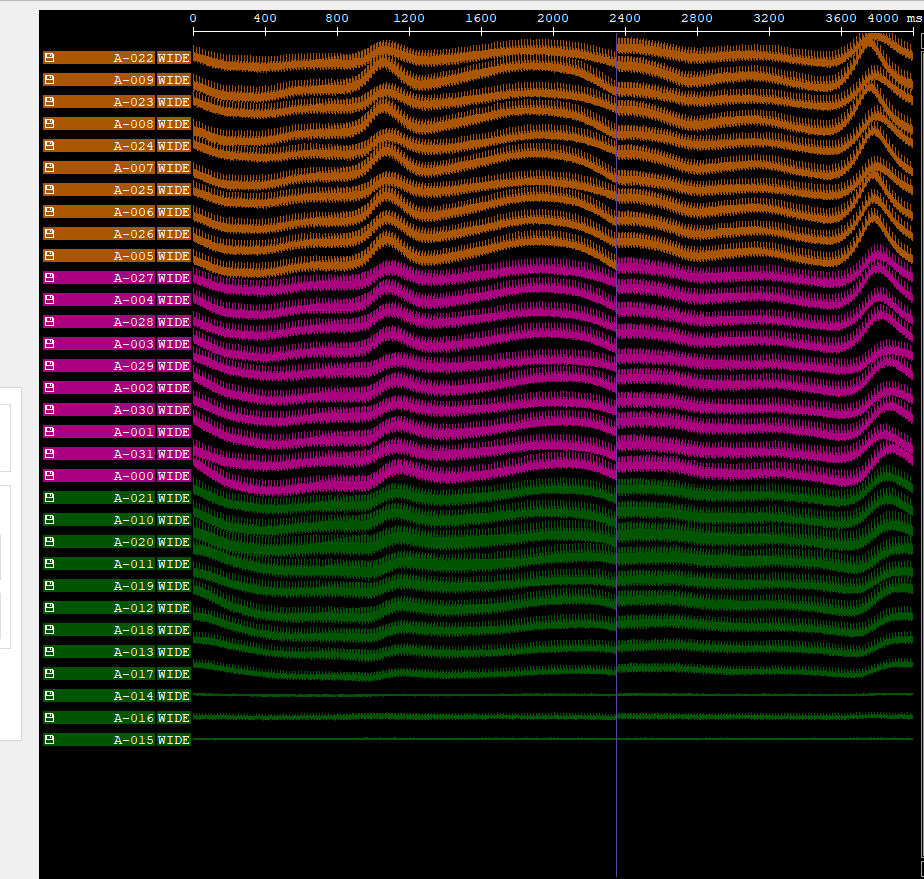 0 400 800 1200 1600 2000 2400 2800 3200 3600 4000 ms
A-022 WIDE
A-009 WIDE
A-023 WIDE
A-008 WIDE
A-024 WIDE
A-007 WIDE
A-025 WIDE
A-006 WIDE
A-026 WIDE
A-005 WIDE
A-027 WIDE
A-004 WIDE
A-028 WIDE
A-003 WIDE
A-029 WIDE
A-002 WIDE
A-030 WIDE
A-001 WIDE
A-031 WIDE
A-000 WIDE
A-021 WIDE
A-010 WIDE
A-020 WIDE
A-011 WIDE
A-019 WIDE
A-012 WIDE
A-018 WIDE
A-013 WIDE
A-017 WIDE
A-014 WIDE
A-016 WIDE
A-015 WIDE